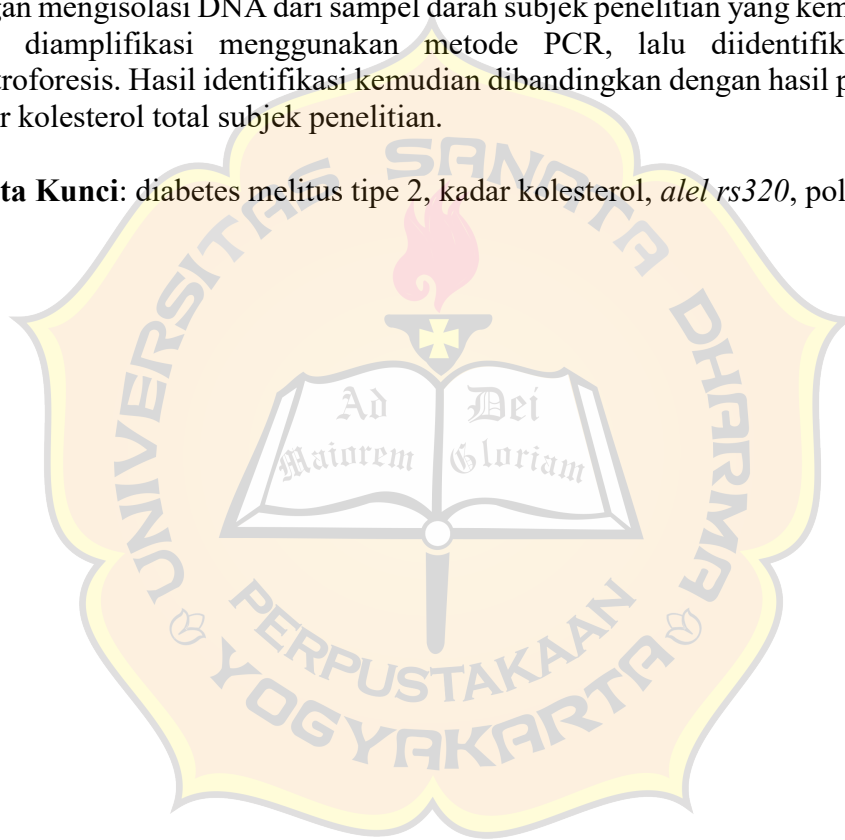 gan mengisolasi DNA dari sampel darah subjek penelitian yang kem
diamplifikasi menggunakan metode PCR, lalu diidentifik
troforesis. Hasil identifikasi kemudian dibandingkan dengan hasil p
r kolesterol total subjek penelitian.
ta Kunci: diabetes melitus tipe 2, kadar kolesterol, alel rs320, pol
UNIVERSITAS SANATA DHARMA
Ad Dei
Maiorem Gloriam
PERPUSTAKAAN
YOGYAKARTA